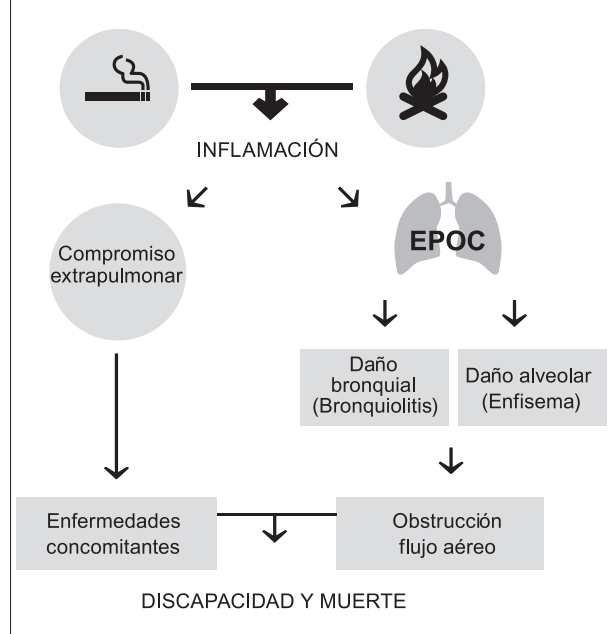 INFLAMACIÓN
Compromiso
extrapulmonar
EPOC
Daño
bronquial
(Bronquiolitis)
Daño alveolar
(Enfisema)
Enfermedades
concomitantes
Obstrucción
flujo aéreo
DISCAPACIDAD Y MUERTE